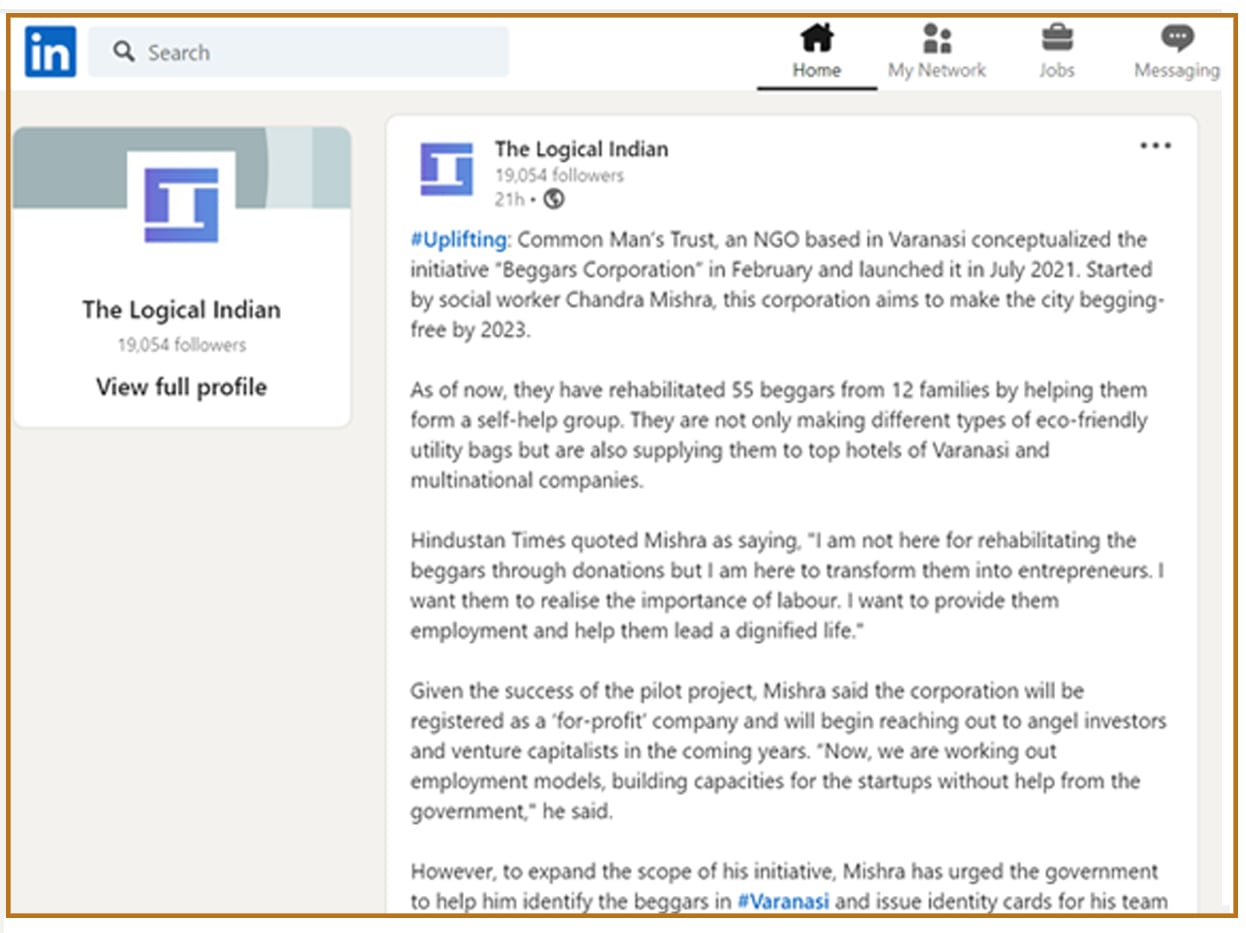 in
Search
Home
My Network
Jobs
Messaging
The Logical Indian
19,054 followers
View full profile
The Logical Indian
19,054 followers
21h •
#Uplifting: Common Man's Trust, an NGO based in Varanasi conceptualized the
initiative "Beggars Corporation" in February and launched it in July 2021. Started
by social worker Chandra Mishra, this corporation aims to make the city begging-
free by 2023.
As of now, they have rehabilitated 55 beggars from 12 families by helping them
form a self-help group. They are not only making different types of eco-friendly
utility bags but are also supplying them to top hotels of Varanasi and
multinational companies.
Hindustan Times quoted Mishra as saying, "I am not here for rehabilitating the
beggars through donations but I am here to transform them into entrepreneurs. I
want them to realise the importance of labour. I want to provide them
employment and help them lead a dignified life."
Given the success of the pilot project, Mishra said the corporation will be
registered as a 'for-profit' company and will begin reaching out to angel investors
and venture capitalists in the coming years. "Now, we are working out
employment models, building capacities for the startups without help from the
government," he said.
However, to expand the scope of his initiative, Mishra has urged the government
to help him identify the beggars in #Varanasi and issue identity cards for his team